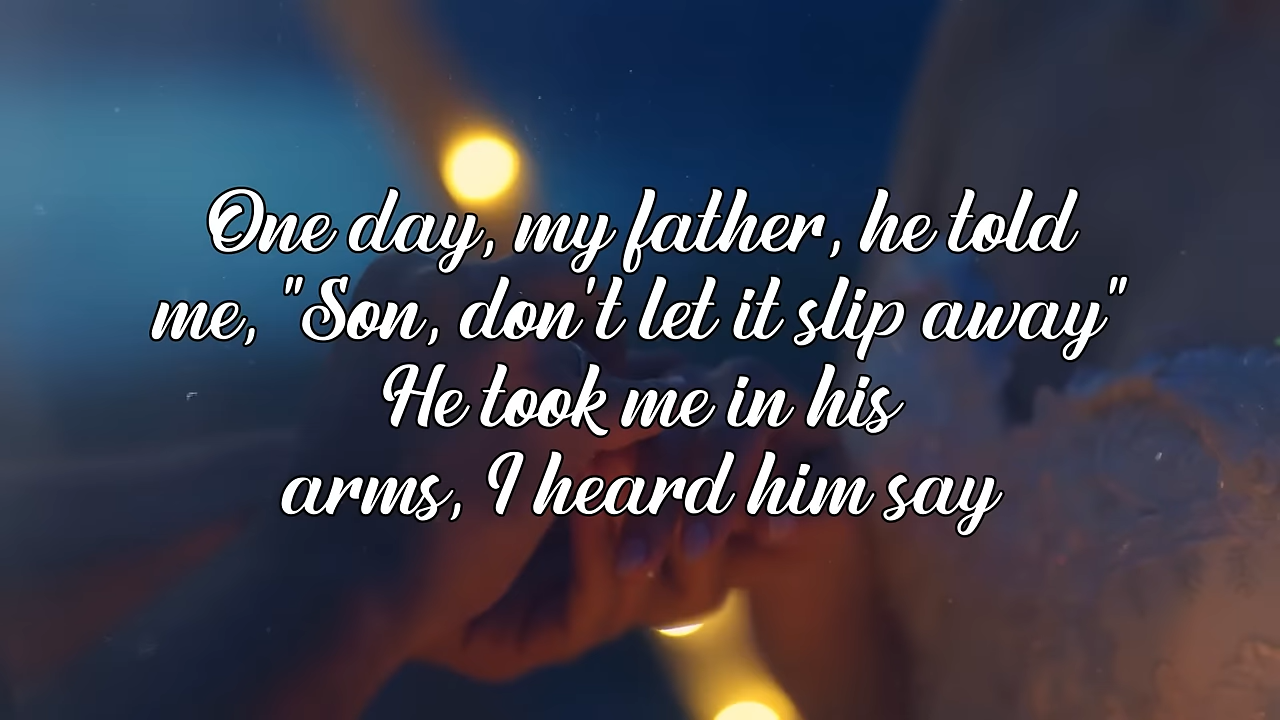 One day, my father, he told
me, "Son, don't let it slip away"
He took me in his
arms, I heard him say